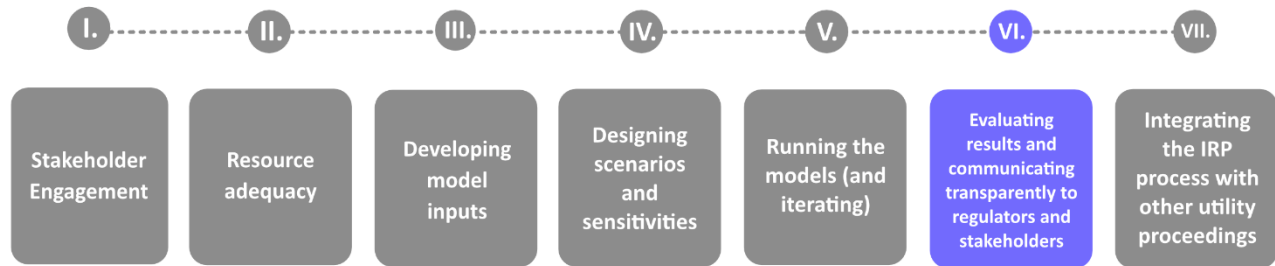 I.
II.
III.
IV.
V.
VI.
VII.
Stakeholder
Engagement
Resource
adequacy
Developing
model
inputs
Designing
scenarios
and
sensitivities
Running the
models (and
iterating)
Evaluating
results and
communicating
transparently to
regulators and
stakeholders
Integrating
the IRP
process with
other utility
proceedings